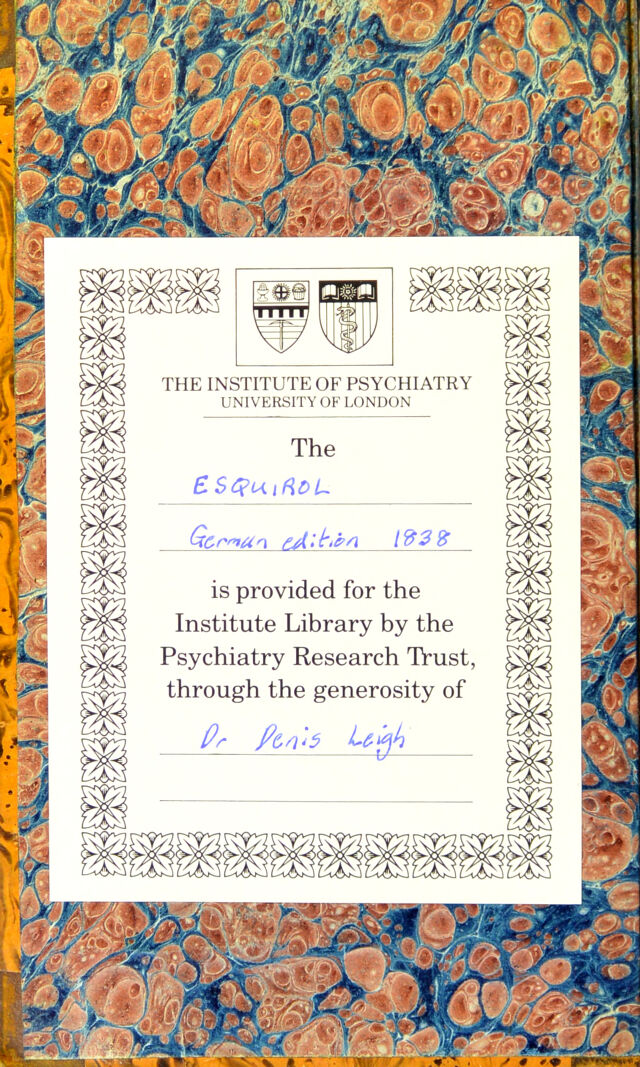 THE INSTITUTE OF PSYCHIATRY
UNIVERSITY OF LONDON
The
ESQUIROL
German edition 1838
is provided for the
Institute Library by the
Psychiatry Research Trust,
through the generosity of
Dr Denis Leigh